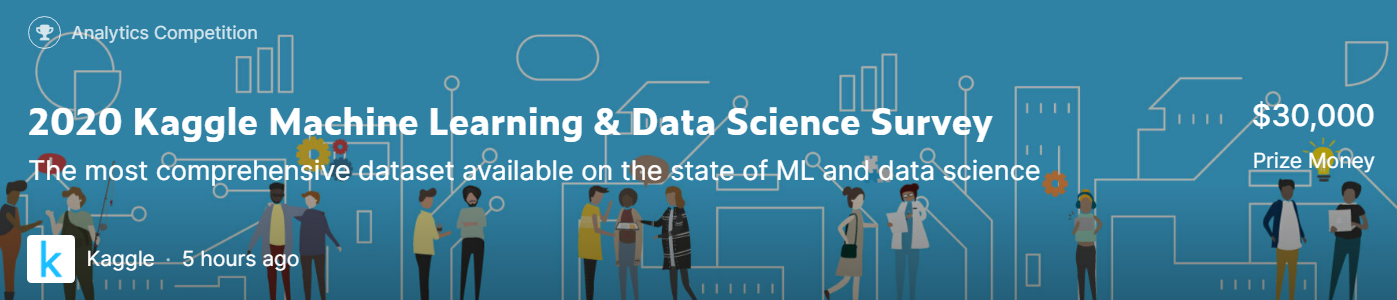 Analytics Competition
2020 Kaggle Machine Learning & Data Science Survey
$30,000
The most comprehensive dataset available on the state of ML and data science
Prize Money
k
Kaggle · 5 hours ago